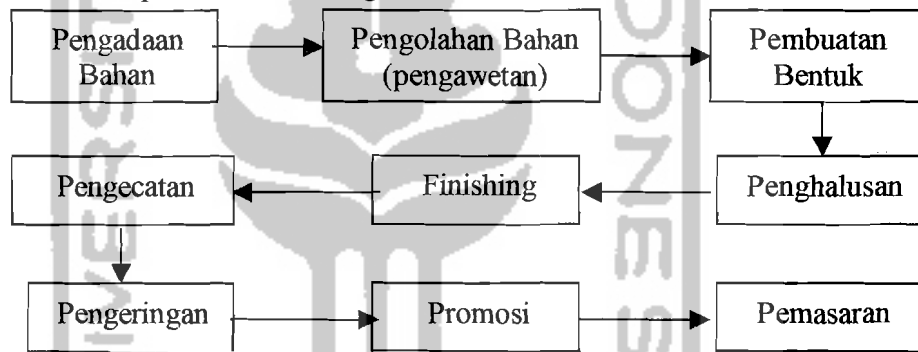 Pengadaan
Bahan
Pengolahan Bahan
(pengawetan)
Pembuatan
Bentuk
Penghalusan
Finishing
Pengecatan
Pengeringan
Promosi
Pemasaran